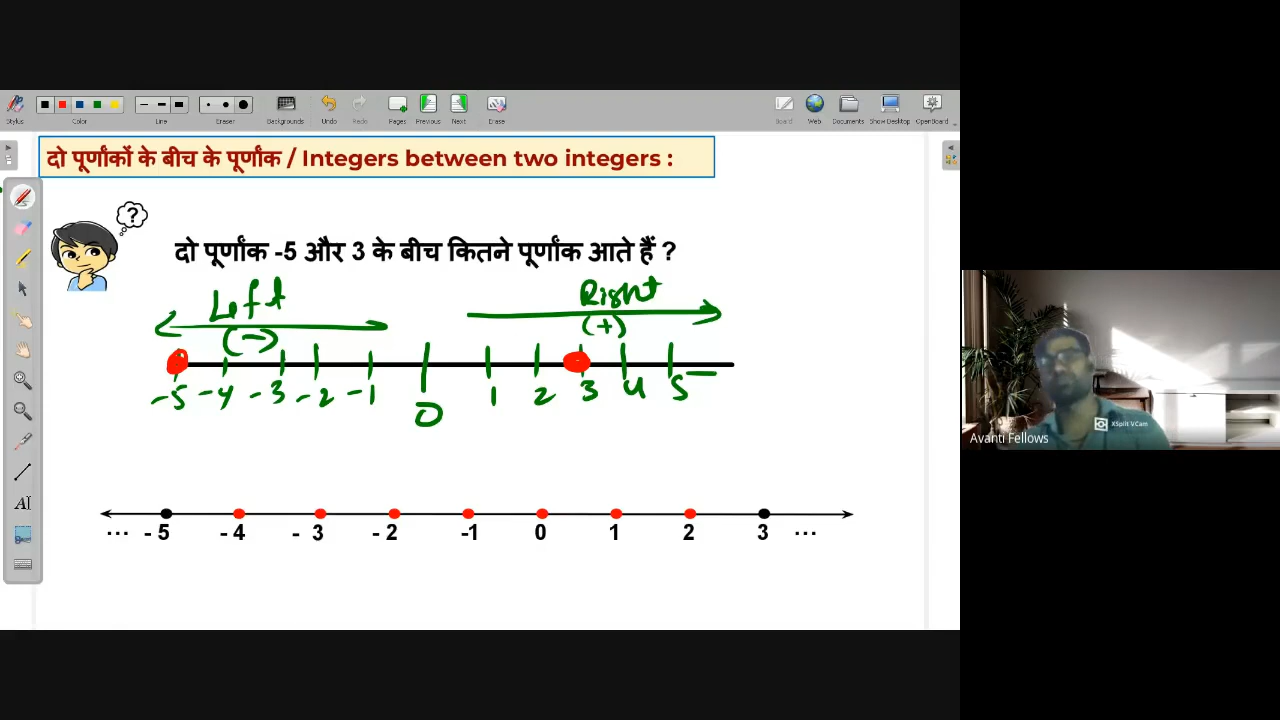 Stylus Color Line Eraser Backgrounds Undo Redo Pages Previous Next Erase Board Web Documents Show Desktop OpenBoard
दो पूर्णांकों के बीच के पूर्णांक / Integers between two integers :
?
दो पूर्णांक -5 और 3 के बीच कितने पूर्णांक आते हैं ?
Left Right
(-) (+)
-5 -4 -3 -2 -1 0 1 2 3 4 5
XSplit VCam
Avanti Fellows
AI
... - 5 - 4 - 3 - 2 -1 0 1 2 3 ...